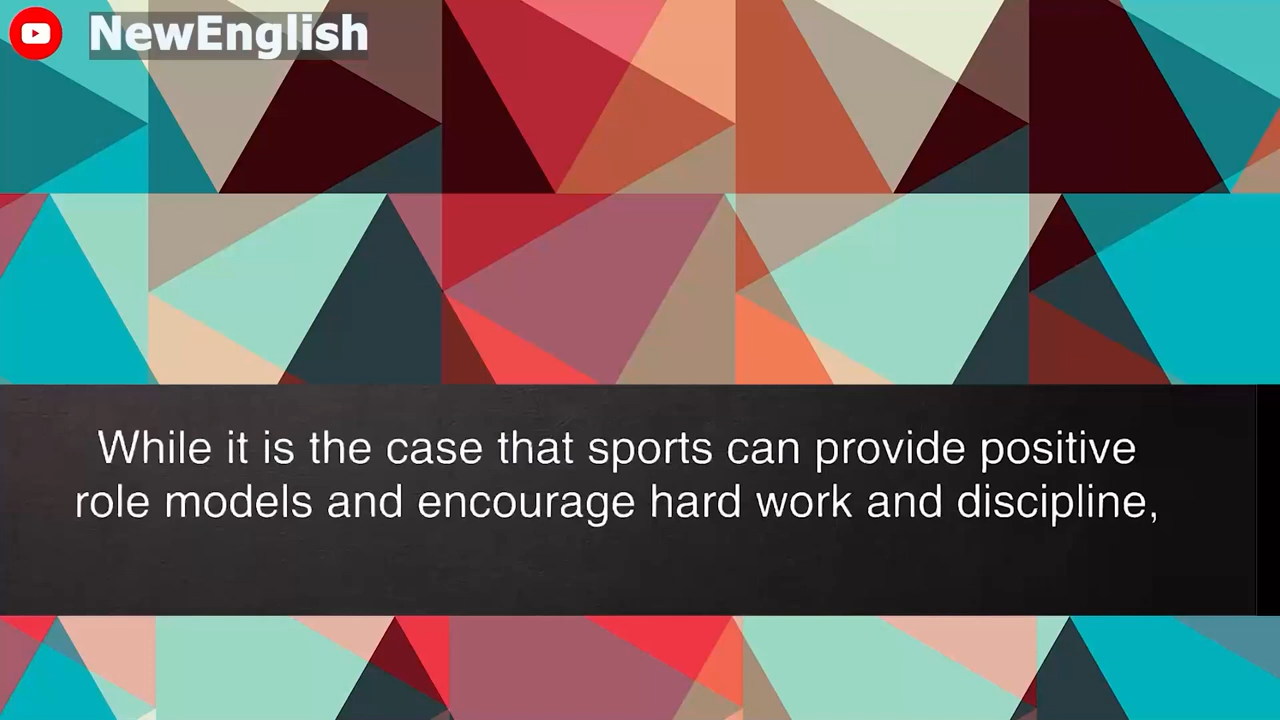 NewEnglish
While it is the case that sports can provide positive
role models and encourage hard work and discipline,